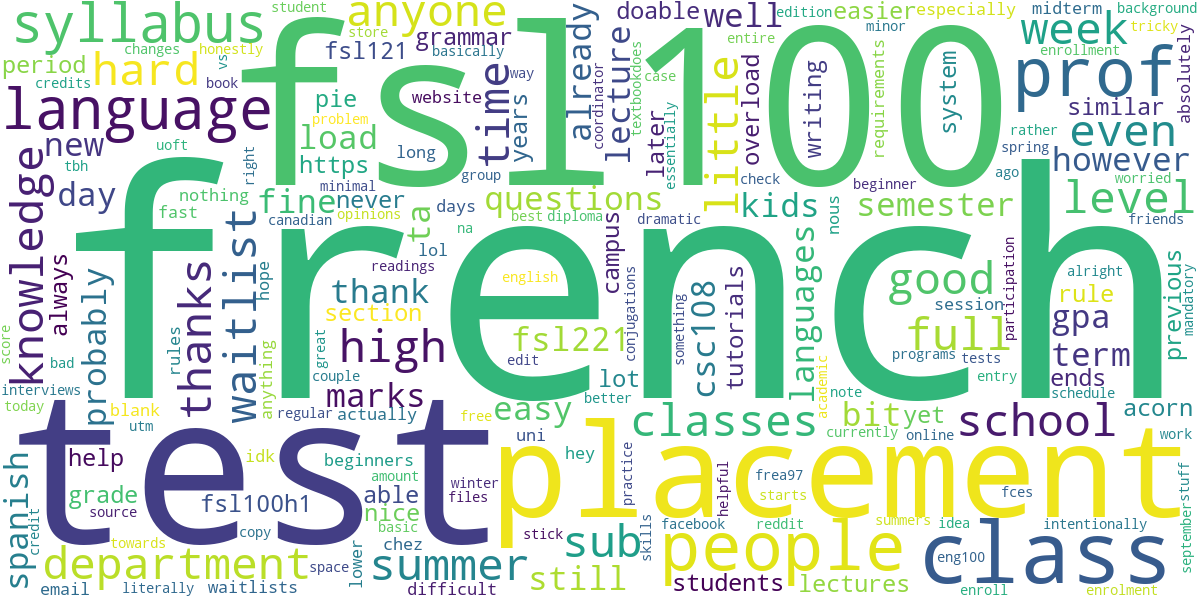 syllabus
fsl100
french
test
placement
student
anyone
store
changes
honestly
vs
fsl121
grammar
basically
period
hard
credits
book
language
pie
problem
website
load
https
time
years
way
already
coordinator
lecture
doable
well
edition
especially
easier
minor
midterm
background
week
tricky
enrollment
prof
absolutely
textbookdoes
case
little
overload
writing
requirements
system
similar
even
rather
spring
however
new
tbh
uoft
right
long
group
later
essentially
check
beginner
ago
worried
level
knowledge
day
nothing
fast
fine
minimal
canadian
opinions
never
ta
days
na
lol
questions
best
diploma
dramatic
kids
nous
semester
friends
always
probably
thanks
waitlist
hope
rules
thank
section
readings
english
campus
conjugations
something
csc108
tutorials
languages
good
session
participation
alright
rule
previous
mandatory
full
gpa
programs
tests
entry
term
ends
schedule
score
bad
interviews
today
blank
utm
anything
great
couple
high
marks
regular
actually
fsl221
edit
lot
better
free
easy
academic
note
classes
bit
yet
currently
online
school
acorn
work
help
source
idk
uni
hey
beginners
amount
winter
files
practice
helpful
frea97
starts
fces
spanish
credit
grade
fsl100h1
copy
able
nice
basic
stick
sub
skills
facebook
reddit
summers
idea
intentionally
septemberstuff
towards
department
space
lower
chez
summer
people
class
eng100
email
literally
waitlists
difficult
still
students
lectures
enroll
enrolment